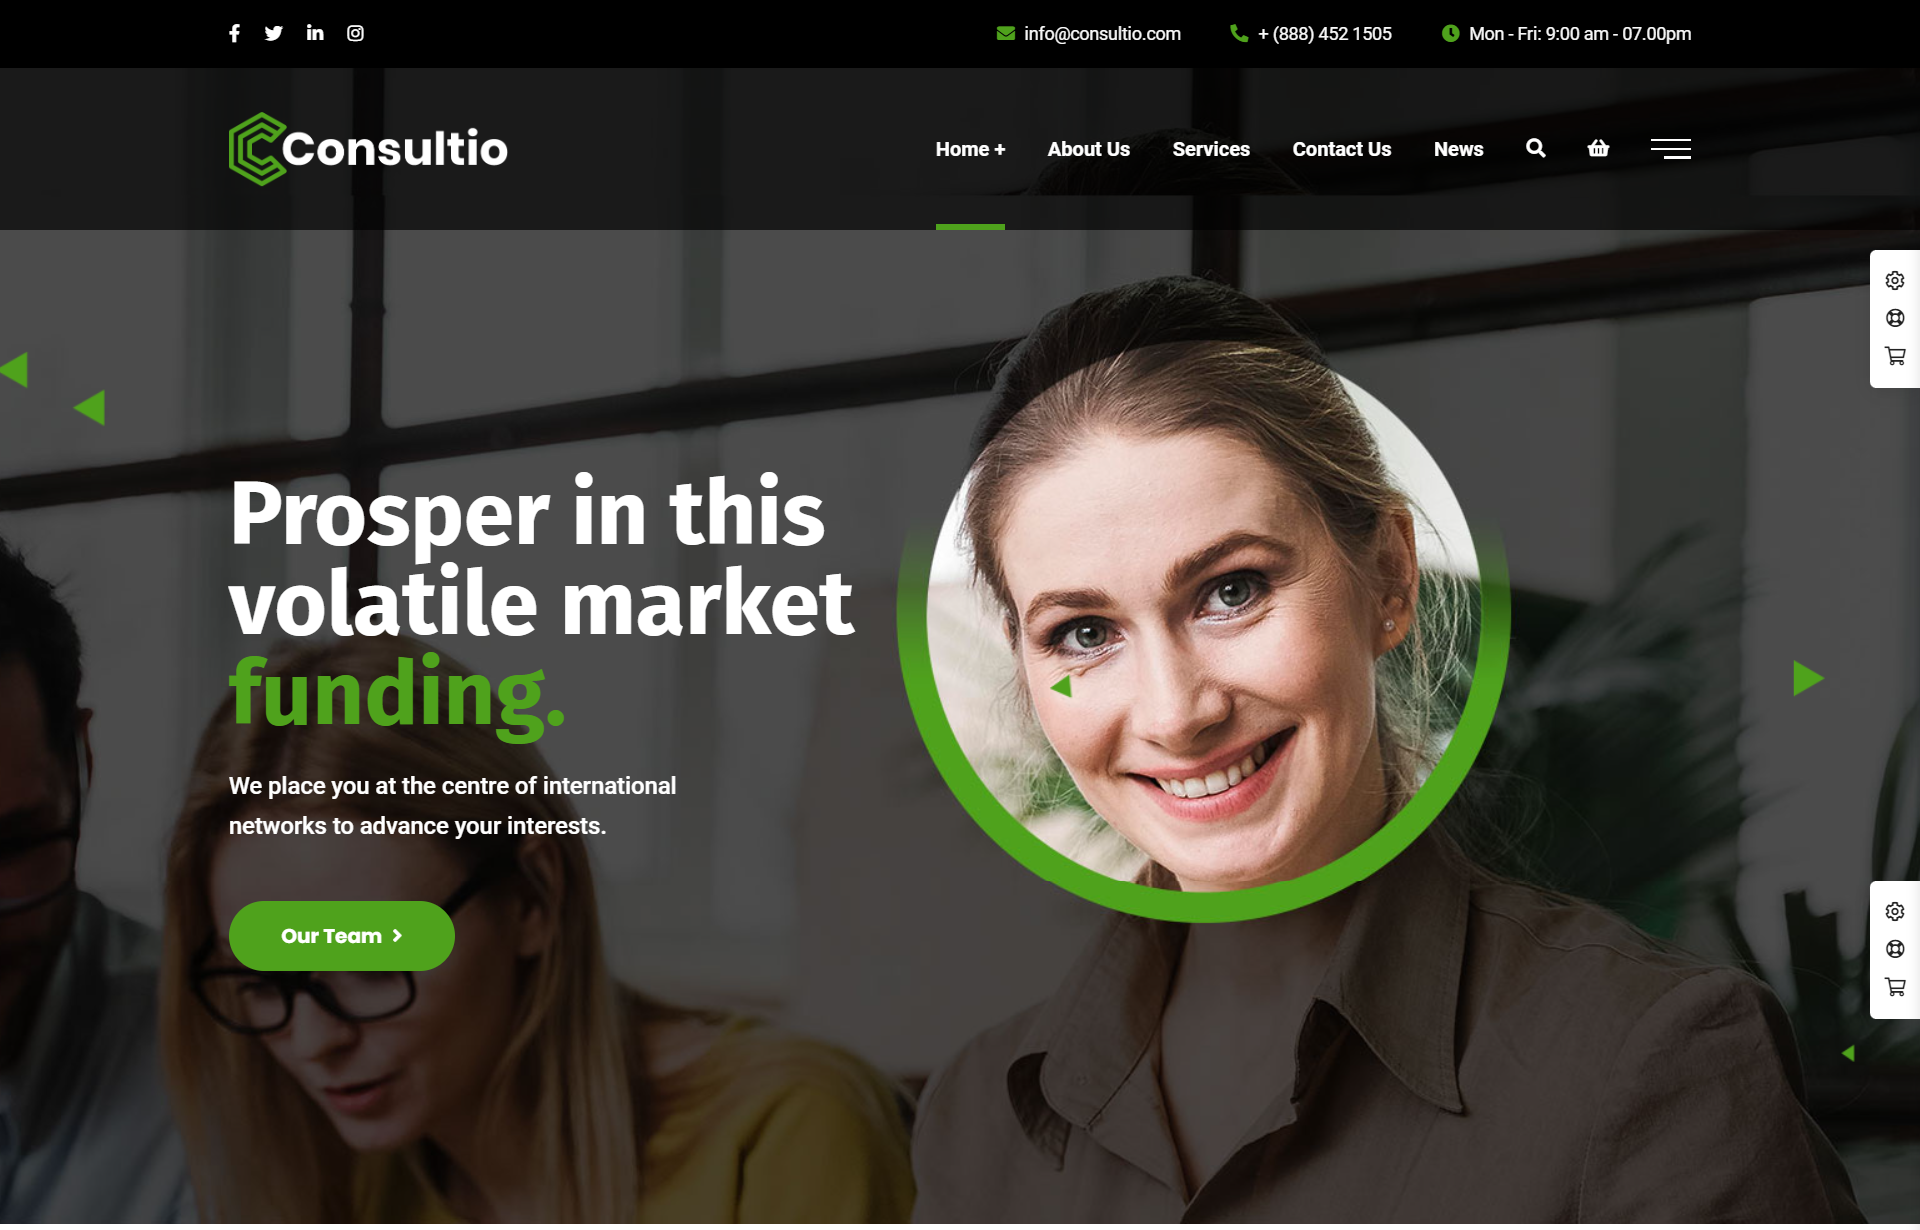 info@consultio.com
+ (888) 452 1505
Mon - Fri: 9:00 am - 07.00pm
Consultio
Home +
About Us
Services
Contact Us
News
Prosper in this
volatile market
funding.
We place you at the centre of international
networks to advance your interests.
Our Team